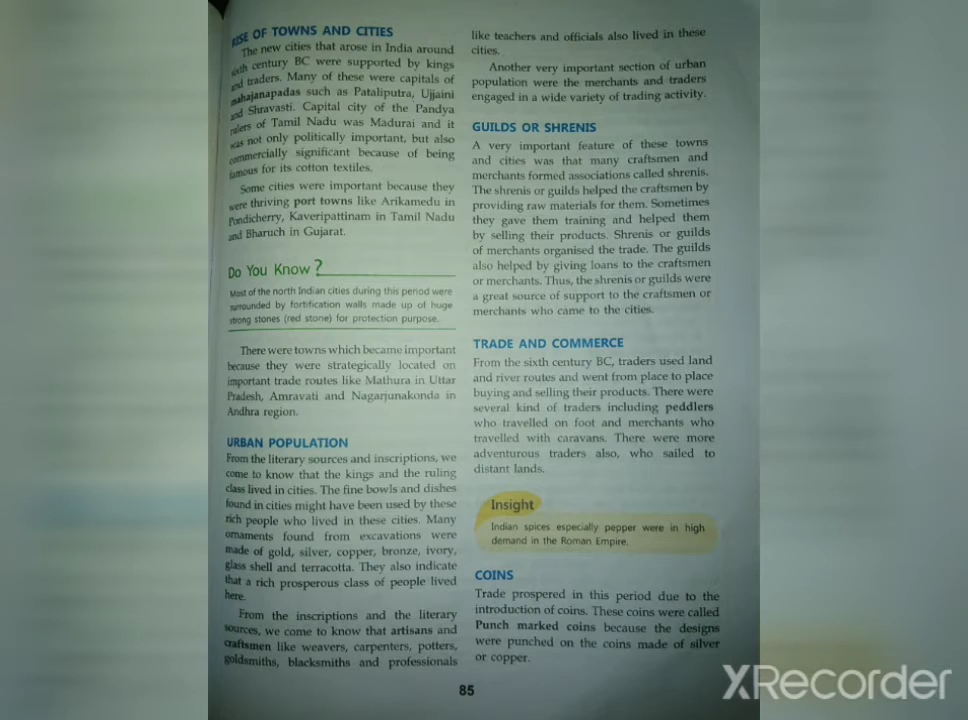 RISE OF TOWNS AND CITIES
The new cities that arose in India around
sixth century BC were supported by kings
and traders. Many of these were capitals of
mahajanapadas such as Pataliputra, Ujjaini
and Shravasti. Capital city of the Pandya
rulers of Tamil Nadu was Madurai and it
was not only politically important, but also
commercially significant because of being
famous for its cotton textiles.
Some cities were important because they
were thriving port towns like Arikamedu in
Pondicherry, Kaveripattinam in Tamil Nadu
and Bharuch in Gujarat.
Do You Know ?
Most of the north Indian cities during this period were
surrounded by fortification walls made up of huge
strong stones (red stone) for protection purpose.
There were towns which became important
because they were strategically located on
important trade routes like Mathura in Uttar
Pradesh, Amravati and Nagarjunakonda in
Andhra region.
URBAN POPULATION
From the literary sources and inscriptions, we
come to know that the kings and the ruling
class lived in cities. The fine bowls and dishes
found in cities might have been used by these
rich people who lived in these cities. Many
ornaments found from excavations were
made of gold, silver, copper, bronze, ivory,
glass shell and terracotta. They also indicate
that a rich prosperous class of people lived
here.
From the inscriptions and the literary
sources, we come to know that artisans and
craftsmen like weavers, carpenters, potters,
goldsmiths, blacksmiths and professionals
like teachers and officials also lived in these
cities.
Another very important section of urban
population were the merchants and traders
engaged in a wide variety of trading activity.
GUILDS OR SHRENIS
A very important feature of these towns
and cities was that many craftsmen and
merchants formed associations called shrenis.
The shrenis or guilds helped the craftsmen by
providing raw materials for them. Sometimes
they gave them training and helped them
by selling their products. Shrenis or guilds
of merchants organised the trade. The guilds
also helped by giving loans to the craftsmen
or merchants. Thus, the shrenis or guilds were
a great source of support to the craftsmen or
merchants who came to the cities.
TRADE AND COMMERCE
From the sixth century BC, traders used land
and river routes and went from place to place
buying and selling their products. There were
several kind of traders including peddlers
who travelled on foot and merchants who
travelled with caravans. There were more
adventurous traders also, who sailed to
distant lands.
Insight
Indian spices especially pepper were in high
demand in the Roman Empire.
COINS
Trade prospered in this period due to the
introduction of coins. These coins were called
Punch marked coins because the designs
were punched on the coins made of silver
or copper.
85
XRecorder